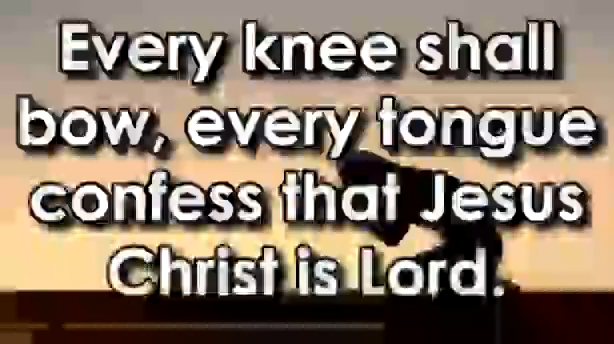 Every knee shall
bow, every tongue
confess that Jesus
Christ is Lord.